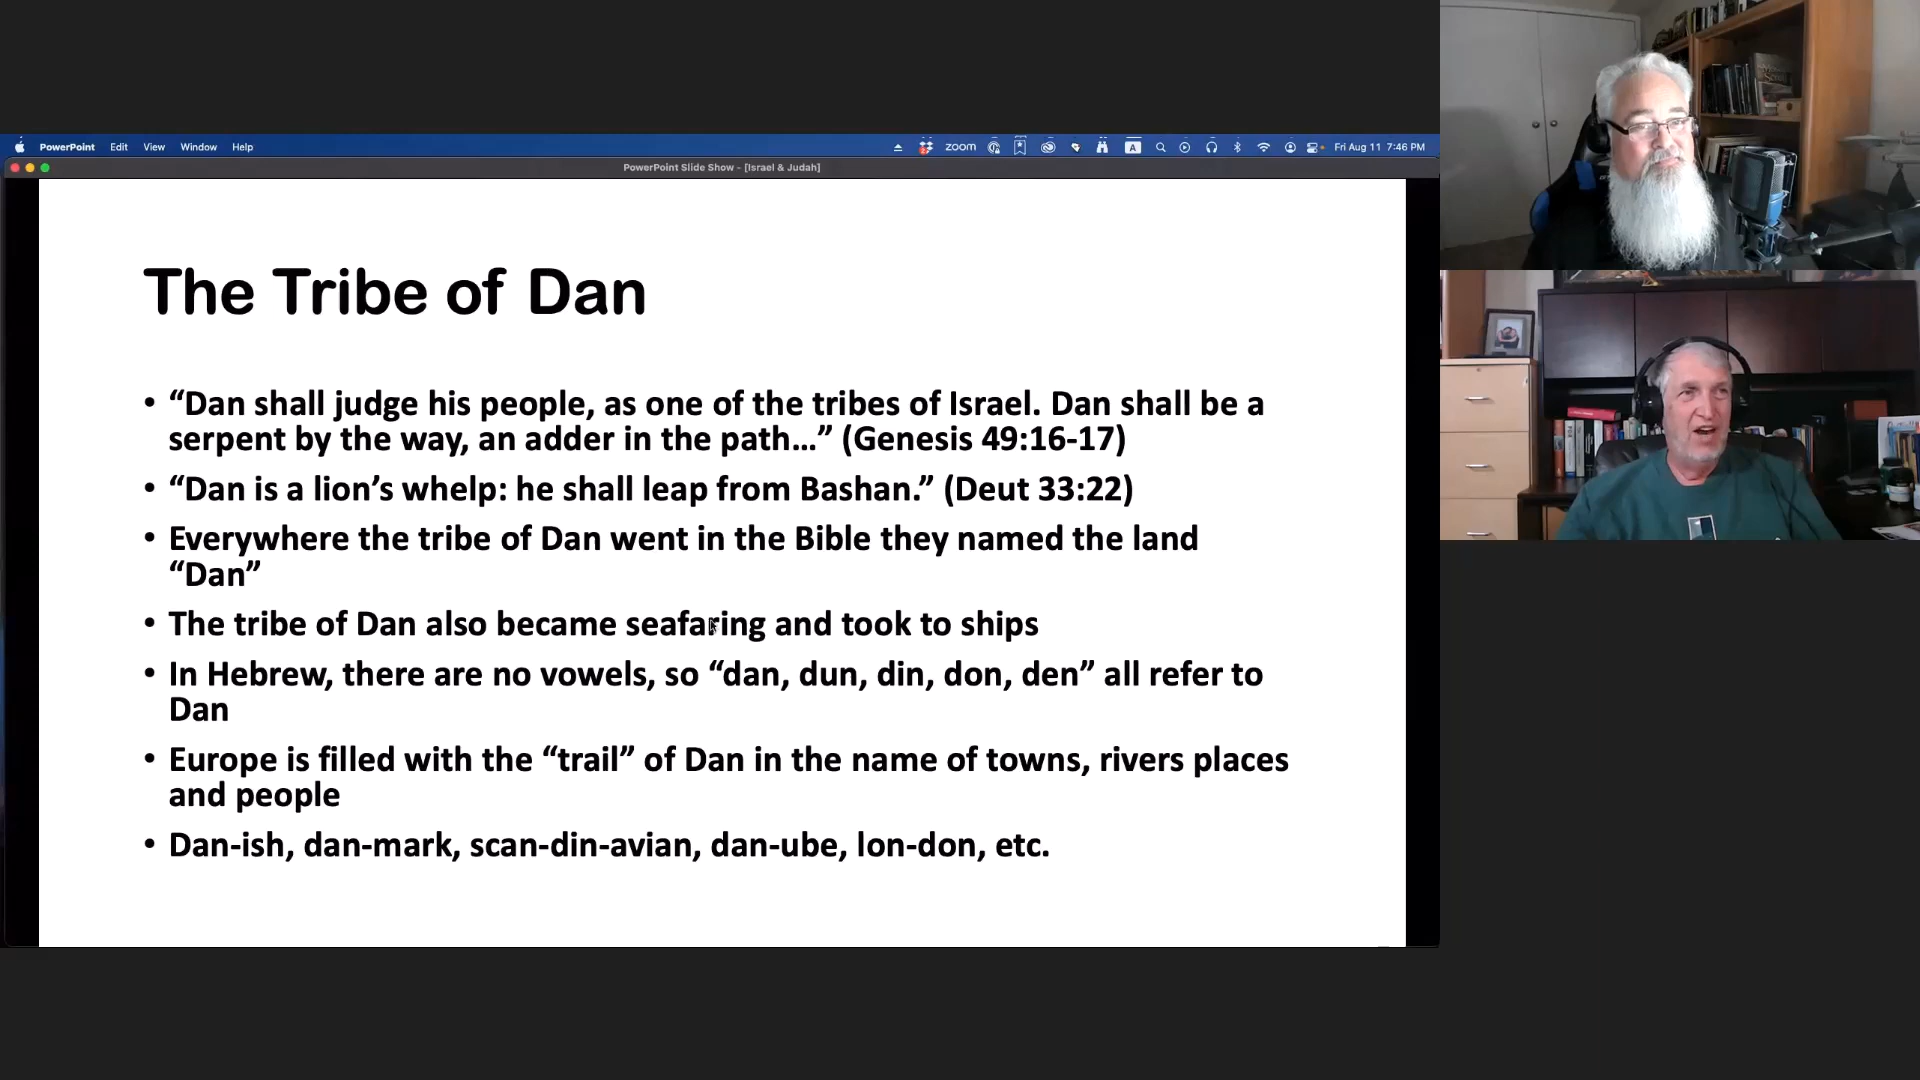 PowerPoint Edit View Window Help
zoom A Fri Aug 11 7:46 PM
PowerPoint Slide Show - [Israel & Judah]
The Tribe of Dan
• “Dan shall judge his people, as one of the tribes of Israel. Dan shall be a
serpent by the way, an adder in the path…” (Genesis 49:16-17)
• “Dan is a lion’s whelp: he shall leap from Bashan.” (Deut 33:22)
• Everywhere the tribe of Dan went in the Bible they named the land
“Dan”
• The tribe of Dan also became seafaring and took to ships
• In Hebrew, there are no vowels, so “dan, dun, din, don, den” all refer to
Dan
• Europe is filled with the “trail” of Dan in the name of towns, rivers places
and people
• Dan-ish, dan-mark, scan-din-avian, dan-ube, lon-don, etc.